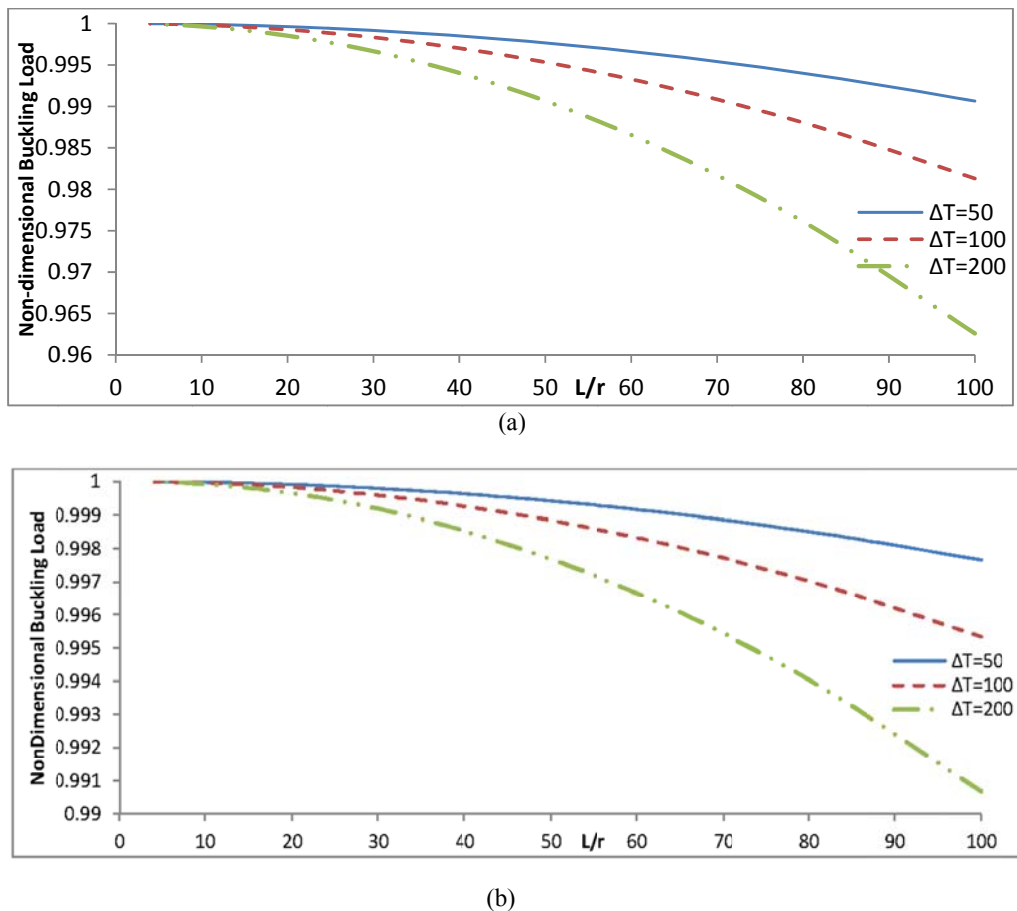 Non-dimensional Buckling Load
1
0.995
0.99
0.985
0.98
0.975
0.97
0.965
0.96
ΔT=50
ΔT=100
ΔT=200
0 10 20 30 40 50 L/r 60 70 80 90 100
(a)
NonDimensional Buckling Load
1
0.999
0.998
0.997
0.996
0.995
0.994
0.993
0.992
0.991
0.99
ΔT=50
ΔT=100
ΔT=200
0 10 20 30 40 50 L/r 60 70 80 90 100
(b)